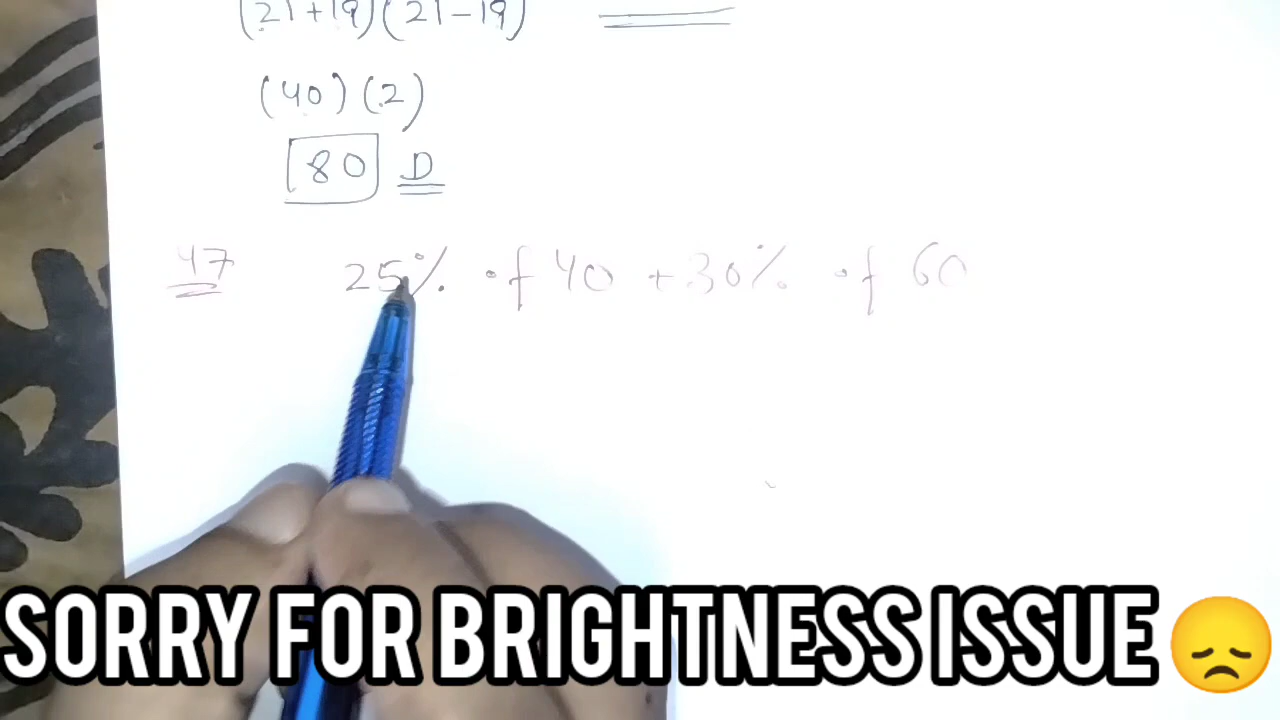 (21+19)(21-19)
(40)(2)
80 D
47 25% of 40 + 30% of 60
SORRY FOR BRIGHTNESS ISSUE